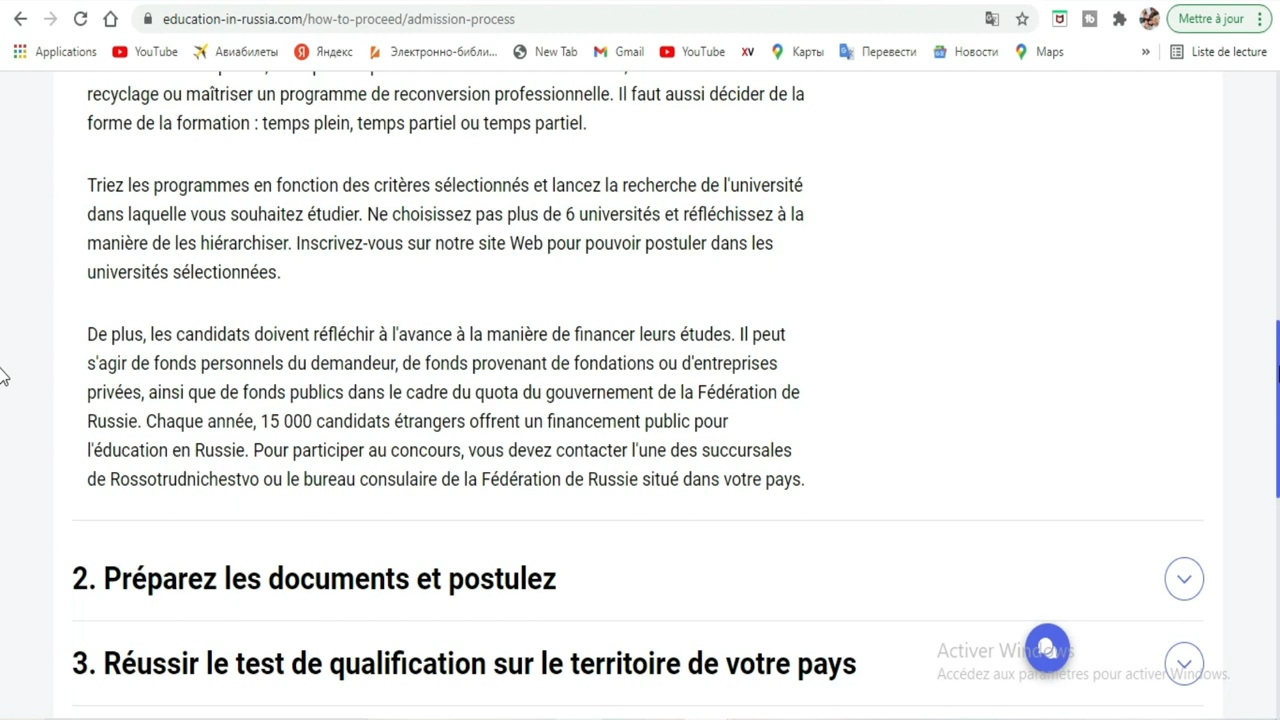 education-in-russia.com/how-to-proceed/admission-process
Mettre à jour
Applications
YouTube
Авиабилеты
Яндекс
Электронно-библи...
New Tab
Gmail
YouTube
XV
Карты
Перевести
Новости
Maps
»
Liste de lecture
recyclage ou maîtriser un programme de reconversion professionnelle. Il faut aussi décider de la
forme de la formation : temps plein, temps partiel ou temps partiel.
Triez les programmes en fonction des critères sélectionnés et lancez la recherche de l'université
dans laquelle vous souhaitez étudier. Ne choisissez pas plus de 6 universités et réfléchissez à la
manière de les hiérarchiser. Inscrivez-vous sur notre site Web pour pouvoir postuler dans les
universités sélectionnées.
De plus, les candidats doivent réfléchir à l'avance à la manière de financer leurs études. Il peut
s'agir de fonds personnels du demandeur, de fonds provenant de fondations ou d'entreprises
privées, ainsi que de fonds publics dans le cadre du quota du gouvernement de la Fédération de
Russie. Chaque année, 15 000 candidats étrangers offrent un financement public pour
l'éducation en Russie. Pour participer au concours, vous devez contacter l'une des succursales
de Rossotrudnichestvo ou le bureau consulaire de la Fédération de Russie situé dans votre pays.
2. Préparez les documents et postulez
3. Réussir le test de qualification sur le territoire de votre pays
Activer Windows
Accédez aux paramètres pour activer Windows.